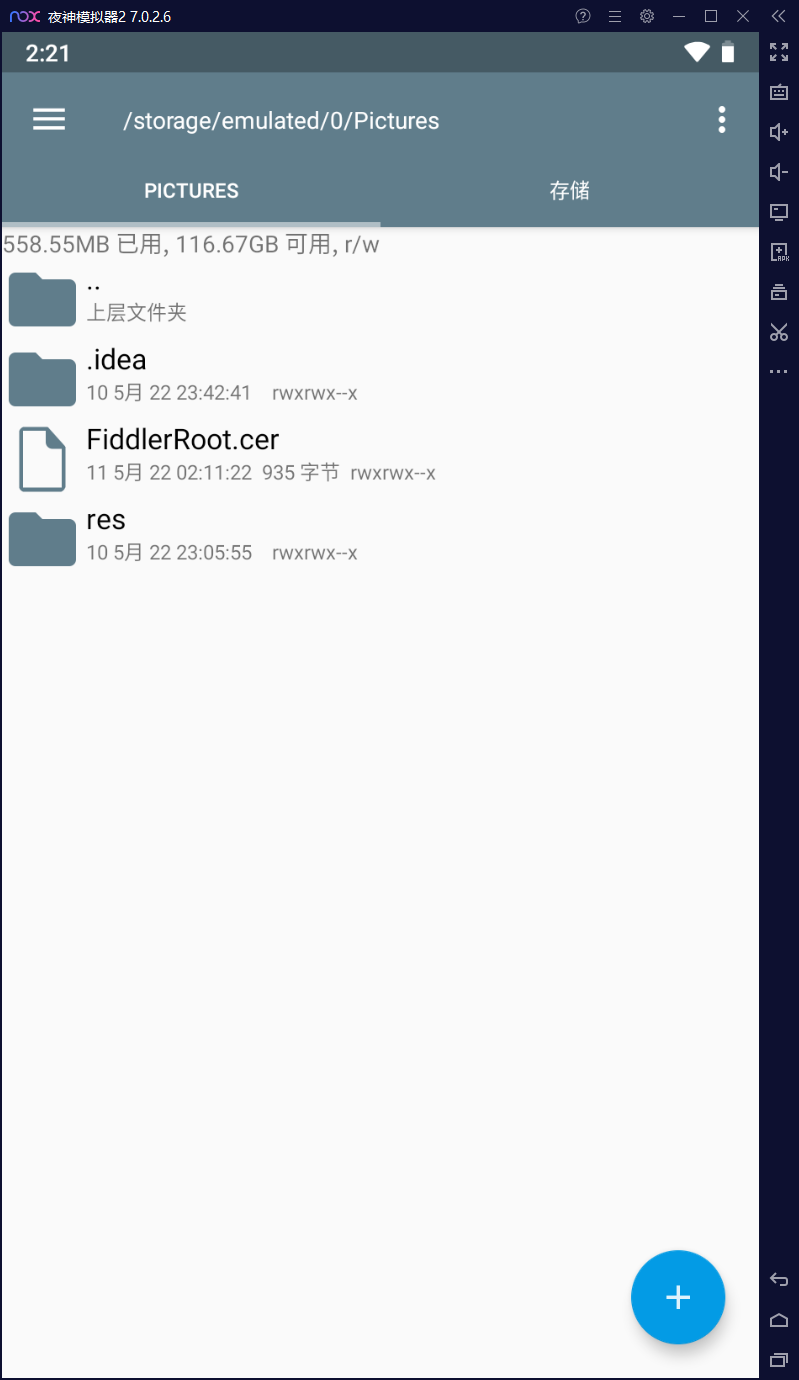 nox 夜神模拟器2 7.0.2.6
2:21
/storage/emulated/0/Pictures
PICTURES 存储
558.55MB 已用, 116.67GB 可用, r/w
..
上层文件夹
.idea
10 5月 22 23:42:41 rwxrwx--x
FiddlerRoot.cer
11 5月 22 02:11:22 935 字节 rwxrwx--x
res
10 5月 22 23:05:55 rwxrwx--x
APK